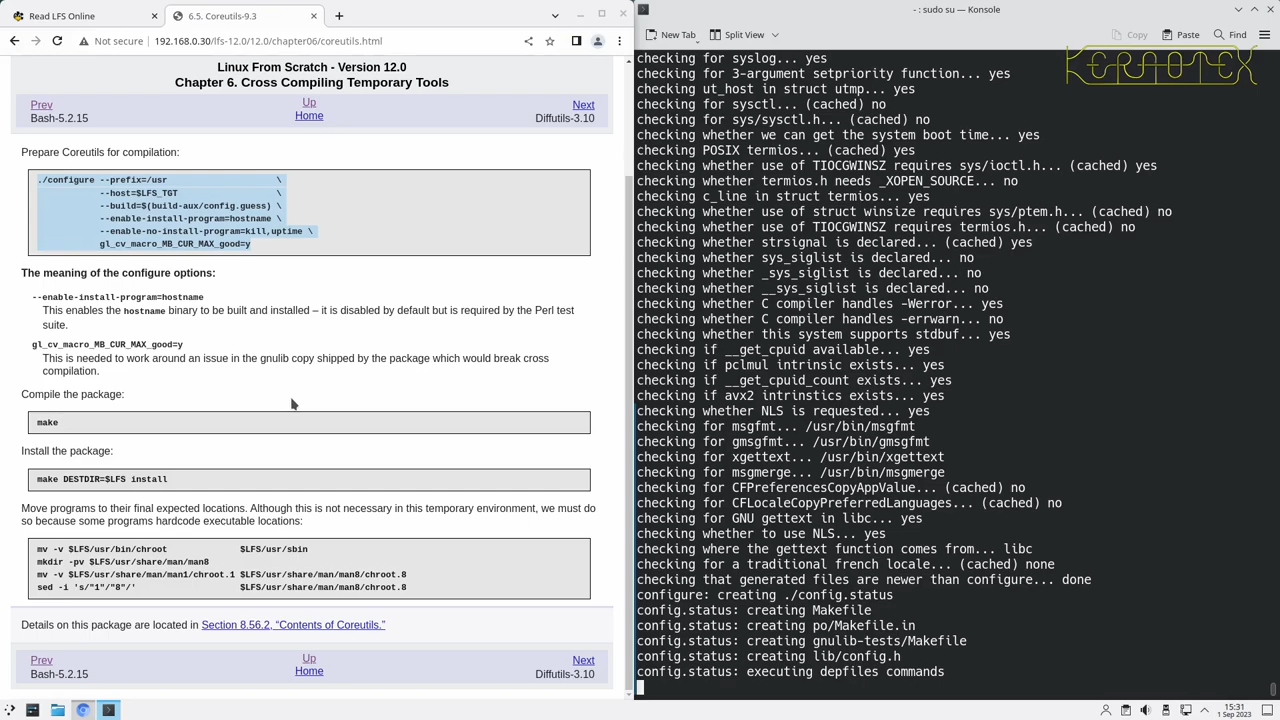 Read LFS Online
6.5. Coreutils-9.3
Not secure
192.168.0.30/lfs-12.0/12.0/chapter06/coreutils.html
Linux From Scratch - Version 12.0
Chapter 6. Cross Compiling Temporary Tools
Prev
Up
Next
Bash-5.2.15
Home
Diffutils-3.10
Prepare Coreutils for compilation:
./configure --prefix=/usr \
--host=$LFS_TGT \
--build=$(build-aux/config.guess) \
--enable-install-program=hostname \
--enable-no-install-program=kill,uptime \
gl_cv_macro_MB_CUR_MAX_good=y
The meaning of the configure options:
--enable-install-program=hostname
This enables the hostname binary to be built and installed – it is disabled by default but is required by the Perl test
suite.
gl_cv_macro_MB_CUR_MAX_good=y
This is needed to work around an issue in the gnulib copy shipped by the package which would break cross
compilation.
Compile the package:
make
Install the package:
make DESTDIR=$LFS install
Move programs to their final expected locations. Although this is not necessary in this temporary environment, we must do
so because some programs hardcode executable locations:
mv -v $LFS/usr/bin/chroot $LFS/usr/sbin
mkdir -pv $LFS/usr/share/man/man8
mv -v $LFS/usr/share/man/man1/chroot.1 $LFS/usr/share/man/man8/chroot.8
sed -i 's/"1"/"8"/' $LFS/usr/share/man/man8/chroot.8
Details on this package are located in Section 8.56.2, “Contents of Coreutils.”
Prev
Up
Next
Bash-5.2.15
Home
Diffutils-3.10
- : sudo su — Konsole
New Tab
Split View
Copy
Paste
Find
KERNOTEX
checking for syslog... yes
checking for 3-argument setpriority function... yes
checking ut_host in struct utmp... yes
checking for sysctl... (cached) no
checking for sys/sysctl.h... (cached) no
checking whether we can get the system boot time... yes
checking POSIX termios... (cached) yes
checking whether use of TIOCGWINSZ requires sys/ioctl.h... (cached) yes
checking whether termios.h needs _XOPEN_SOURCE... no
checking c_line in struct termios... yes
checking whether use of struct winsize requires sys/ptem.h... (cached) no
checking whether use of TIOCGWINSZ requires termios.h... (cached) no
checking whether strsignal is declared... (cached) yes
checking whether sys_siglist is declared... no
checking whether _sys_siglist is declared... no
checking whether __sys_siglist is declared... no
checking whether C compiler handles -Werror... yes
checking whether C compiler handles -errwarn... no
checking whether this system supports stdbuf... yes
checking if __get_cpuid available... yes
checking if pclmul intrinsic exists... yes
checking if __get_cpuid_count exists... yes
checking if avx2 intrinstics exists... yes
checking whether NLS is requested... yes
checking for msgfmt... /usr/bin/msgfmt
checking for gmsgfmt... /usr/bin/gmsgfmt
checking for xgettext... /usr/bin/xgettext
checking for msgmerge... /usr/bin/msgmerge
checking for CFPreferencesCopyAppValue... (cached) no
checking for CFLocaleCopyPreferredLanguages... (cached) no
checking for GNU gettext in libc... yes
checking whether to use NLS... yes
checking where the gettext function comes from... libc
checking for a traditional french locale... (cached) none
checking that generated files are newer than configure... done
configure: creating ./config.status
config.status: creating Makefile
config.status: creating po/Makefile.in
config.status: creating gnulib-tests/Makefile
config.status: creating lib/config.h
config.status: executing depfiles commands
15:31
1 Sep 2023